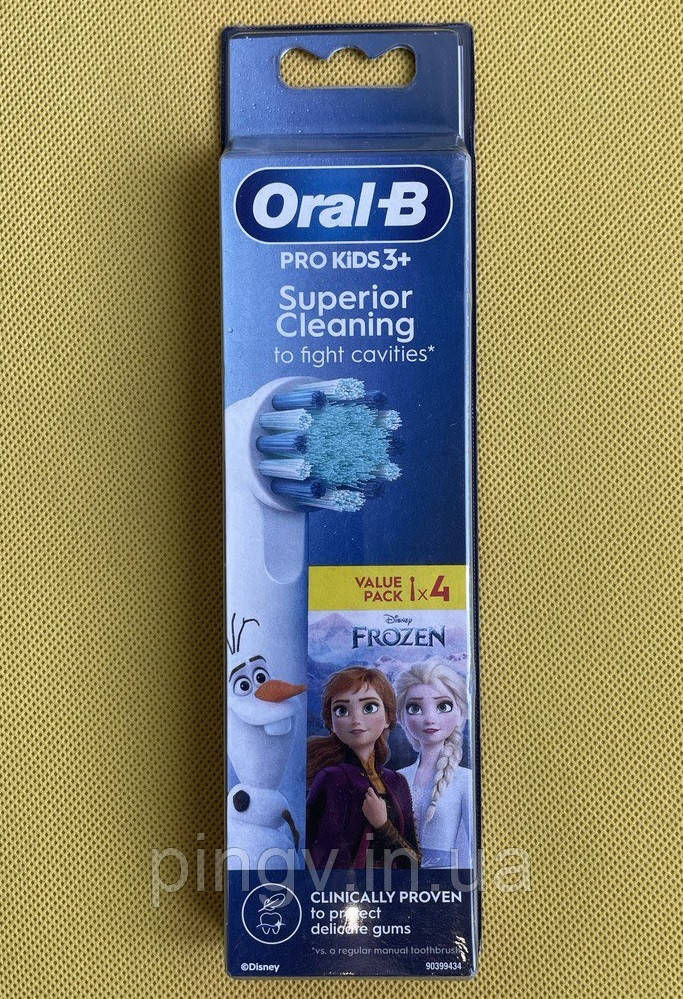 Oral-B
PRO KiDS 3+
Superior
Cleaning
to fight cavities*
VALUE
PACK x4
Disney
FROZEN
pingv.in.ua
CLINICALLY PROVEN
to protect
delicate gums
*vs. a regular manual toothbrush
©Disney
90399434